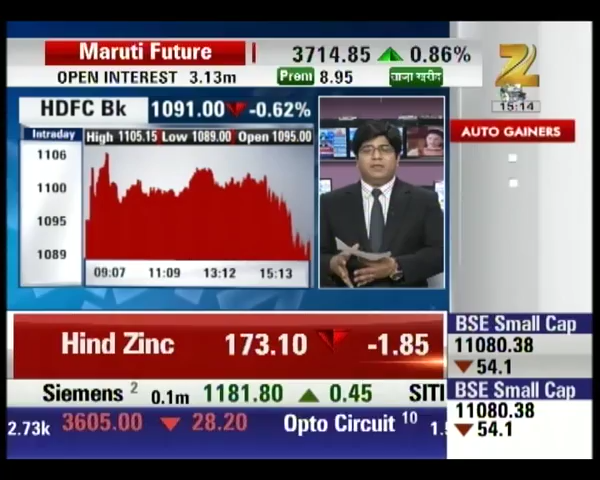 Maruti Future 3714.85 0.86%
OPEN INTEREST 3.13m Prem 8.95 ताजा खरीद
15:14
HDFC Bk 1091.00 -0.62%
AUTO GAINERS
Intraday High 1105.15 Low 1089.00 Open 1095.00
1106
1100
1095
1089
09:07 11:09 13:12 15:13
Hind Zinc 173.10 -1.85
BSE Small Cap
11080.38
54.1
Siemens 2 0.1m 1181.80 0.45 SITI
BSE Small Cap
11080.38
54.1
2.73k 3605.00 28.20 Opto Circuit 10